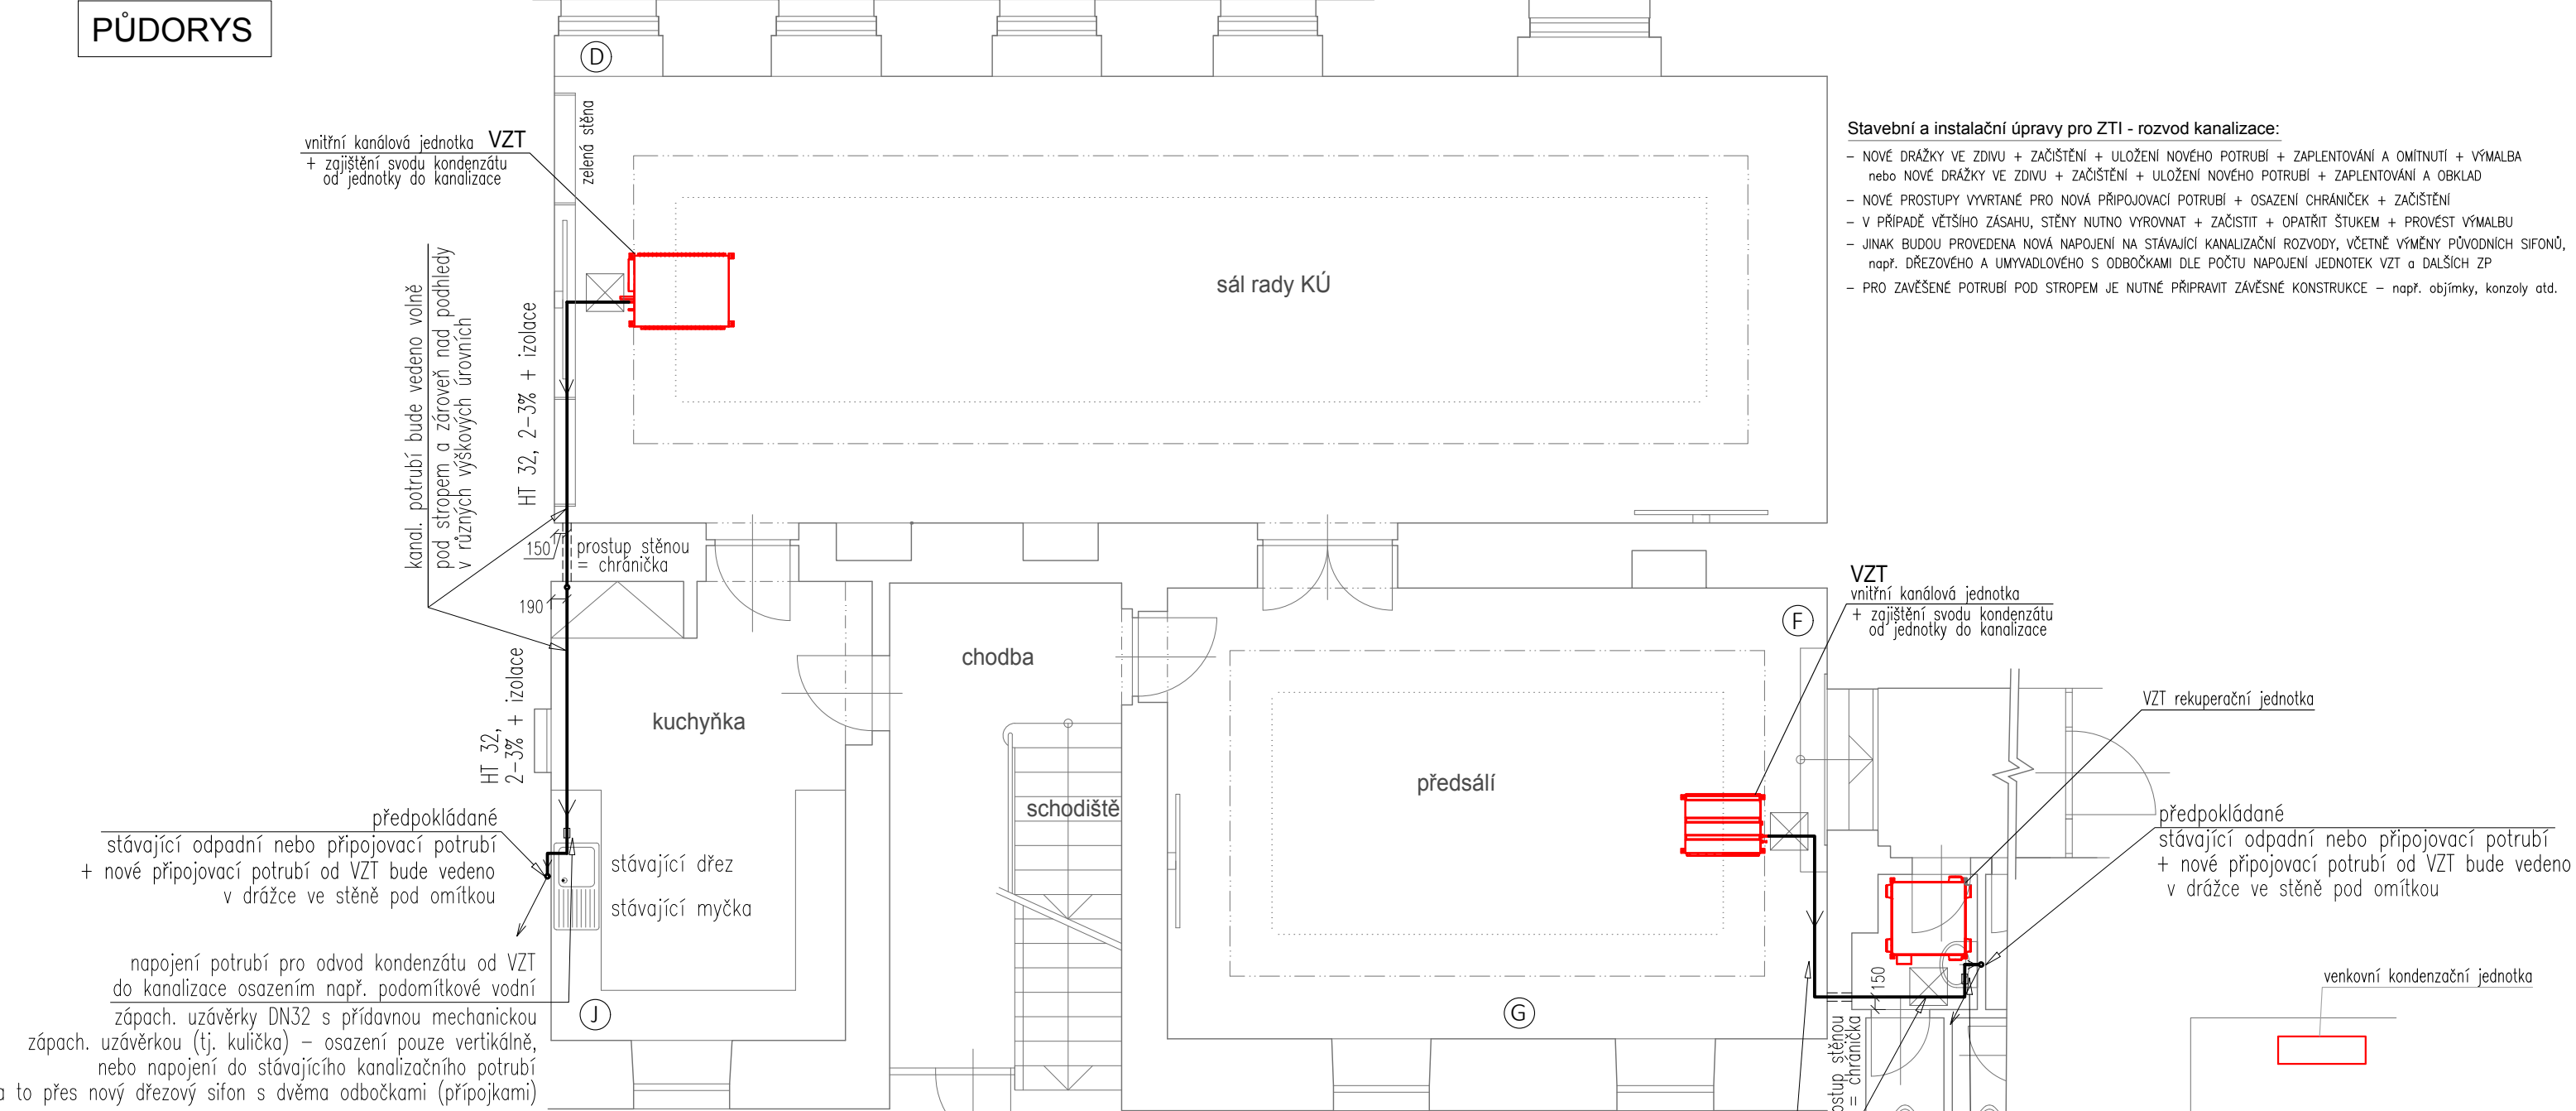 PŮDORYS
D
zelená stěna
vnitřní kanálová jednotka VZT
+ zajištění svodu kondenzátu
od jednotky do kanalizace
Stavební a instalační úpravy pro ZTI - rozvod kanalizace:
– NOVÉ DRÁŽKY VE ZDIVU + ZAČIŠTĚNÍ + ULOŽENÍ NOVÉHO POTRUBÍ + ZAPLENTOVÁNÍ A OMÍTNUTÍ + VÝMALBA
nebo NOVÉ DRÁŽKY VE ZDIVU + ZAČIŠTĚNÍ + ULOŽENÍ NOVÉHO POTRUBÍ + ZAPLENTOVÁNÍ A OBKLAD
– NOVÉ PROSTUPY VYVRTANÉ PRO NOVÁ PŘIPOJOVACÍ POTRUBÍ + OSAZENÍ CHRÁNIČEK + ZAČIŠTĚNÍ
– V PŘÍPADĚ VĚTŠÍHO ZÁSAHU, STĚNY NUTNO VYROVNAT + ZAČISTIT + OPATŘIT ŠTUKEM + PROVÉST VÝMALBU
– JINAK BUDOU PROVEDENA NOVÁ NAPOJENÍ NA STÁVAJÍCÍ KANALIZAČNÍ ROZVODY, VČETNĚ VÝMĚNY PŮVODNÍCH SIFONŮ,
např. DŘEZOVÉHO A UMYVADLOVÉHO S ODBOČKAMI DLE POČTU NAPOJENÍ JEDNOTEK VZT a DALŠÍCH ZP
– PRO ZAVĚŠENÉ POTRUBÍ POD STROPEM JE NUTNÉ PŘIPRAVIT ZÁVĚSNÉ KONSTRUKCE – např. objímky, konzoly atd.
sál rady KÚ
kanal. potrubí bude vedeno volně
pod stropem a zároveň nad podhledy
v různých výškových úrovních
HT 32, 2-3% + izolace
150
prostup stěnou
= chránička
190
HT 32,
2-3% + izolace
kuchyňka
chodba
schodiště
předsálí
F
VZT
vnitřní kanálová jednotka
+ zajištění svodu kondenzátu
od jednotky do kanalizace
VZT rekuperační jednotka
předpokládané
stávající odpadní nebo připojovací potrubí
+ nové připojovací potrubí od VZT bude vedeno
v drážce ve stěně pod omítkou
stávající dřez
stávající myčka
předpokládané
stávající odpadní nebo připojovací potrubí
+ nové připojovací potrubí od VZT bude vedeno
v drážce ve stěně pod omítkou
napojení potrubí pro odvod kondenzátu od VZT
do kanalizace osazením např. podomítkové vodní
zápach. uzávěrky DN32 s přídavnou mechanickou
zápach. uzávěrkou (tj. kulička) – osazení pouze vertikálně,
nebo napojení do stávajícího kanalizačního potrubí
a to přes nový dřezový sifon s dvěma odbočkami (přípojkami)
J
G
150
stěnou
= chránička
venkovní kondenzační jednotka